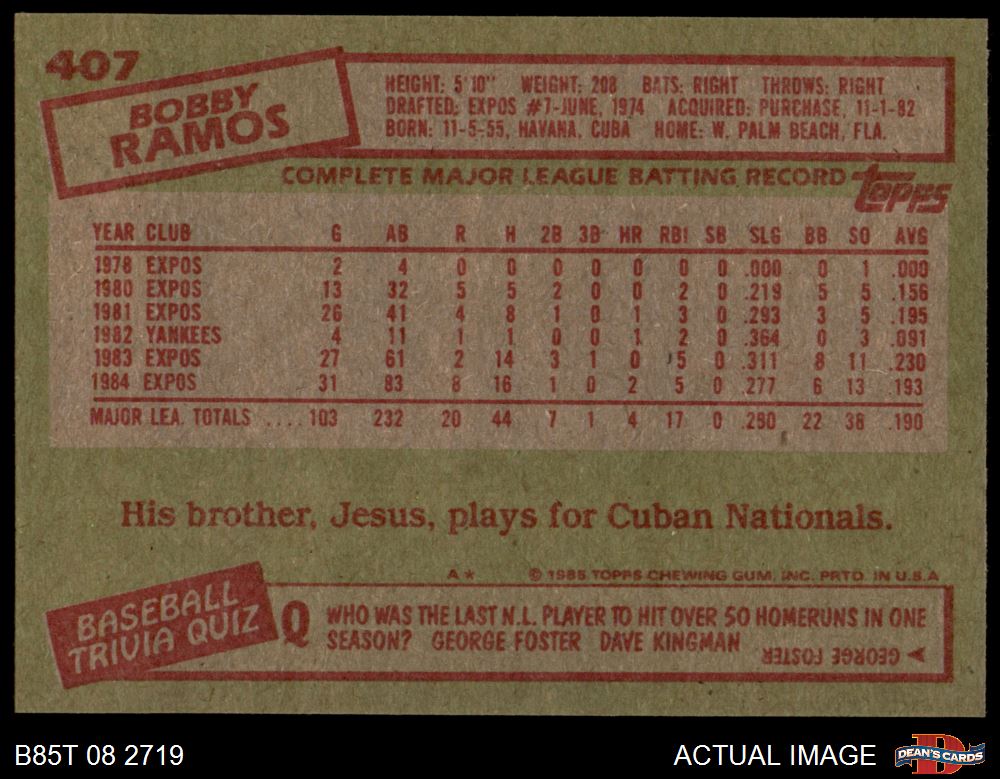 407
BOBBY
RAMOS
HEIGHT: 5'10" WEIGHT: 208 BATS: RIGHT THROWS: RIGHT
DRAFTED: EXPOS #7-JUNE, 1974 ACQUIRED: PURCHASE, 11-1-82
BORN: 11-5-55, HAVANA, CUBA HOME: W. PALM BEACH, FLA.
COMPLETE MAJOR LEAGUE BATTING RECORD
TOPPS
YEAR CLUB G AB R H 2B 3B HR RBI SB SLG BB SO AVG
1978 EXPOS 2 4 0 0 0 0 0 0 0 .000 0 1 .000
1980 EXPOS 13 32 5 5 2 0 0 2 0 .219 5 5 .156
1981 EXPOS 26 41 4 8 1 0 1 3 0 .293 3 5 .195
1982 YANKEES 4 11 1 1 0 0 1 2 0 .364 0 3 .091
1983 EXPOS 27 61 2 14 3 1 0 5 0 .311 8 11 .230
1984 EXPOS 31 83 8 16 1 0 2 5 0 .277 6 13 .193
MAJOR LEA. TOTALS .... 103 232 20 44 7 1 4 17 0 .280 22 38 .190
His brother, Jesus, plays for Cuban Nationals.
A* © 1985 TOPPS CHEWING GUM, INC. PRTD. IN U.S.A
BASEBALL
TRIVIA QUIZ
Q WHO WAS THE LAST N.L. PLAYER TO HIT OVER 50 HOMERUNS IN ONE
SEASON? GEORGE FOSTER DAVE KINGMAN
GEORGE FOSTER
B85T 08 2719
ACTUAL IMAGE
DEAN'S CARDS